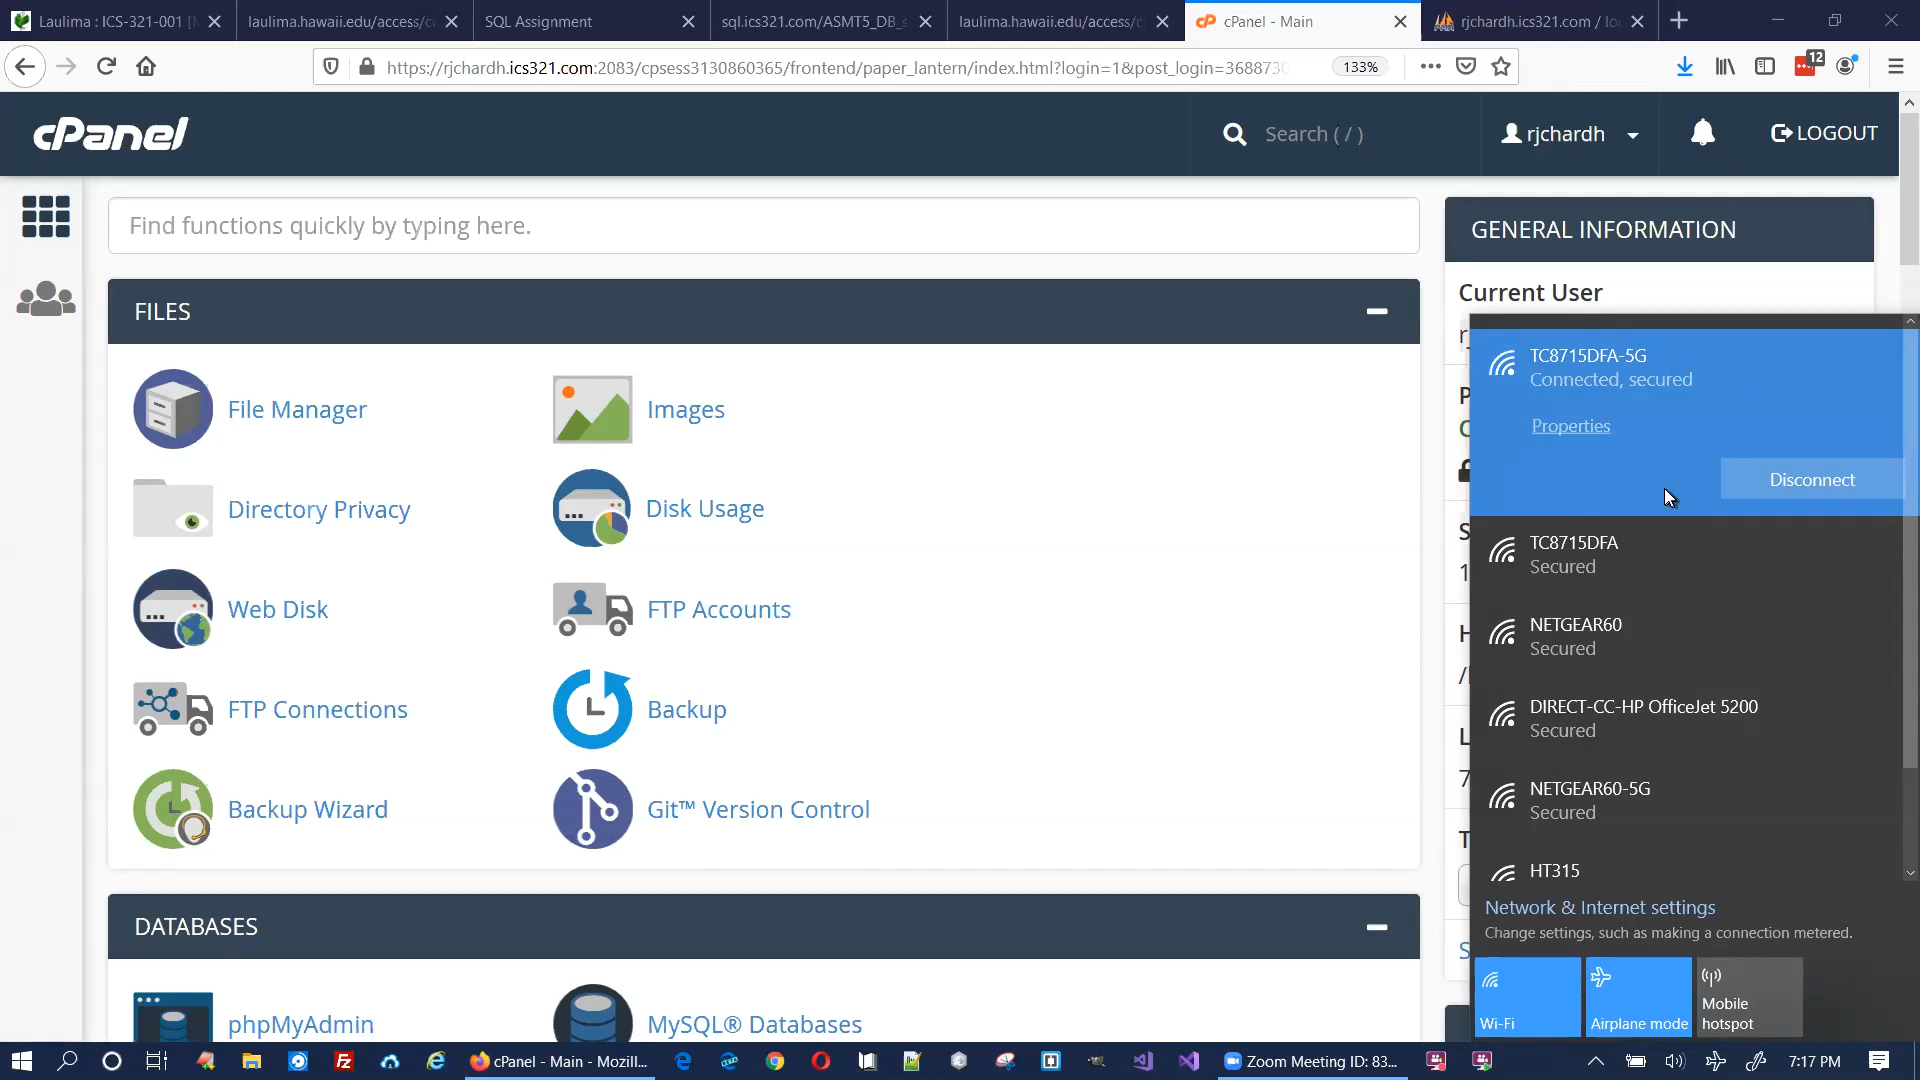 Laulima : ICS-321-001 [
laulima.hawaii.edu/access/c
SQL Assignment
sql.ics321.com/ASMT5_DB_s
laulima.hawaii.edu/access/c
cPanel - Main
rjchardh.ics321.com / lo
https://rjchardh.ics321.com:2083/cpsess3130860365/frontend/paper_lantern/index.html?login=1&post_login=368873
133%
12
cPanel
Search ( / )
rjchardh
LOGOUT
Find functions quickly by typing here.
GENERAL INFORMATION
Current User
FILES
File Manager
Images
Directory Privacy
Disk Usage
Web Disk
FTP Accounts
FTP Connections
Backup
Backup Wizard
Git™ Version Control
DATABASES
phpMyAdmin
MySQL® Databases
TC8715DFA-5G
Connected, secured
Properties
Disconnect
TC8715DFA
Secured
NETGEAR60
Secured
DIRECT-CC-HP OfficeJet 5200
Secured
NETGEAR60-5G
Secured
HT315
Network & Internet settings
Change settings, such as making a connection metered.
Wi-Fi
Airplane mode
Mobile
hotspot
cPanel - Main - Mozil...
Zoom Meeting ID: 83...
7:17 PM